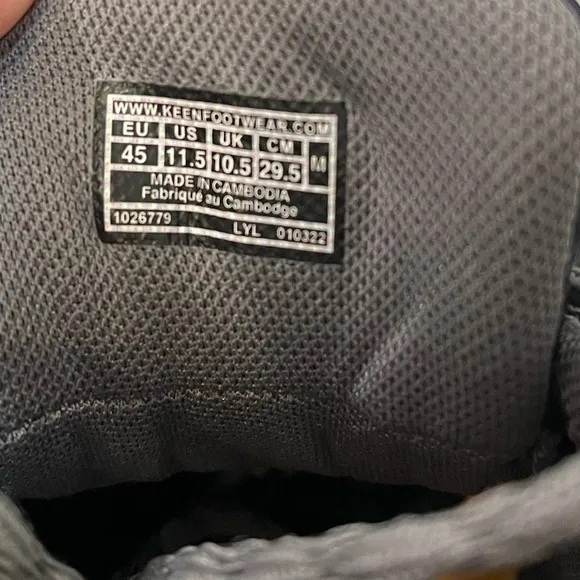 WWW.KEENFOOTWEAR.COM
EU US UK CM M
45 11.5 10.5 29.5
MADE IN CAMBODIA
Fabriqué au Cambodge
1026779 LYL 010322